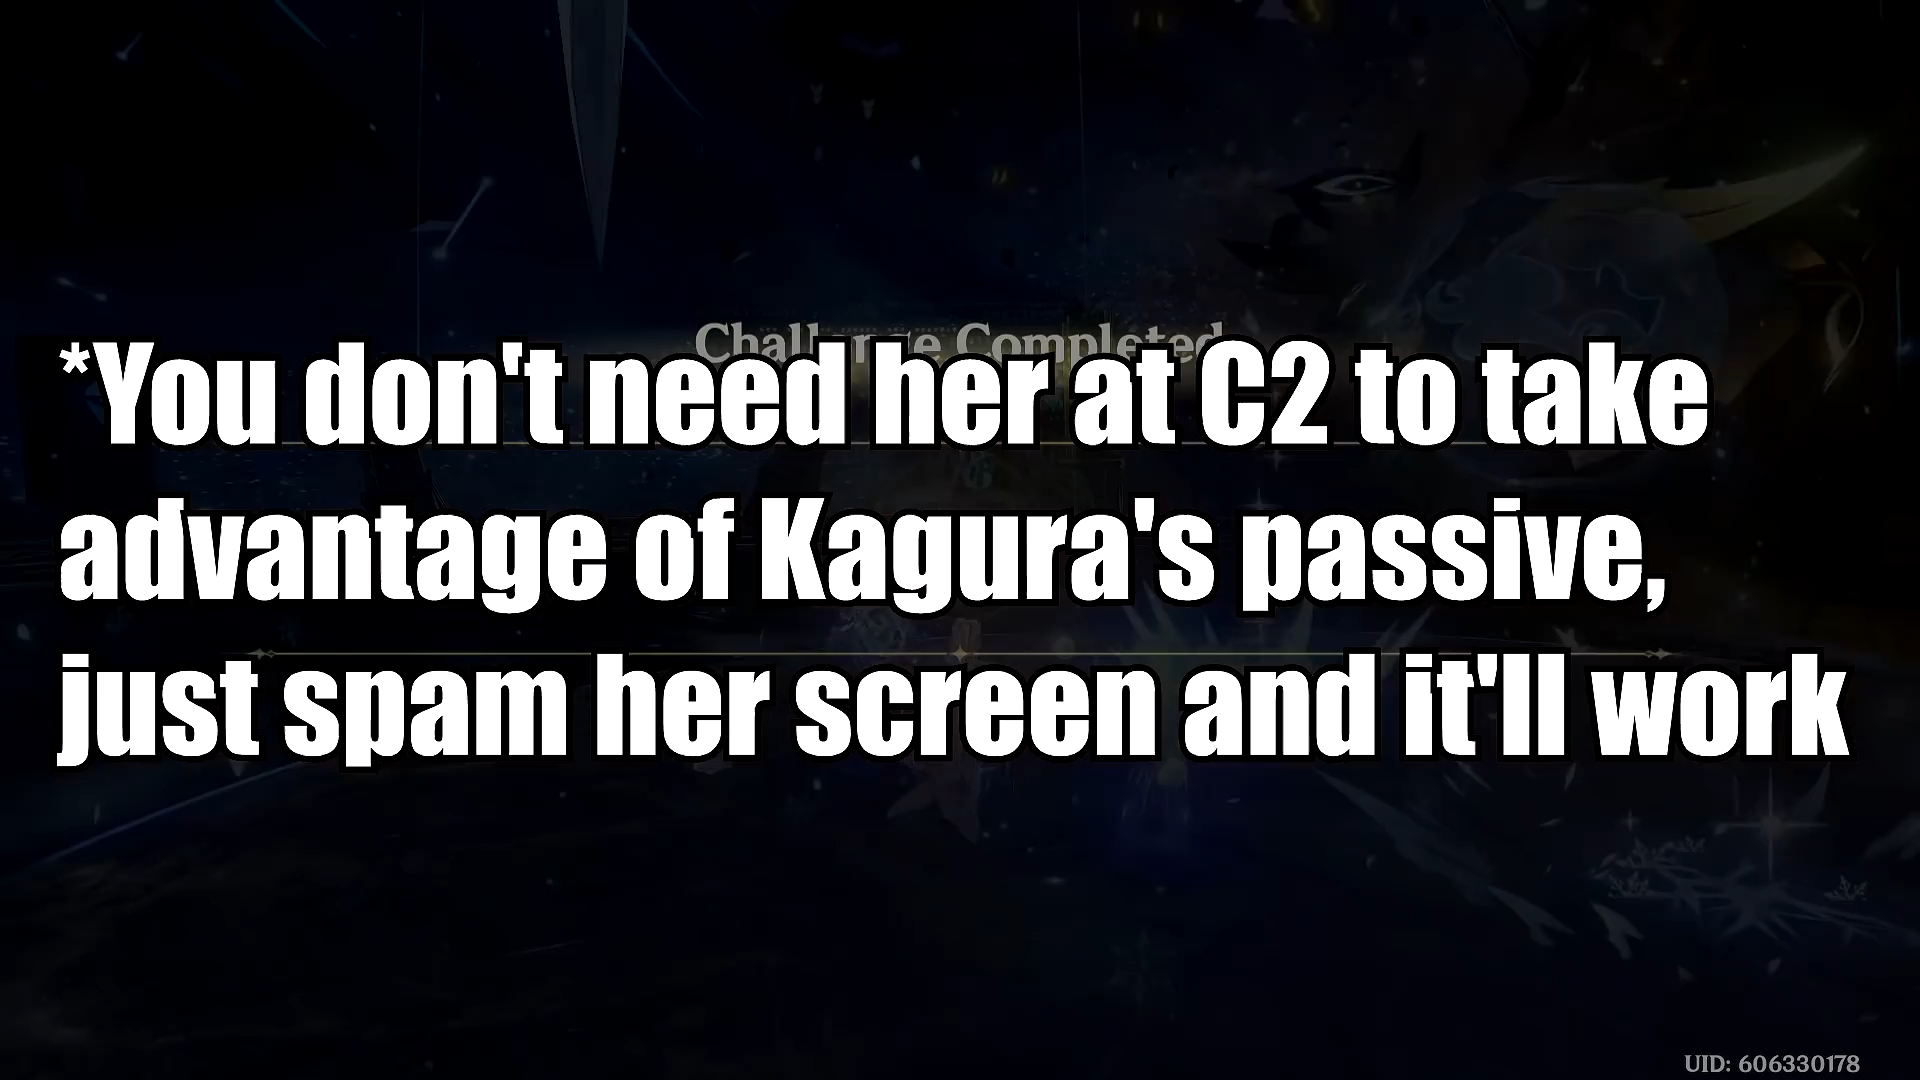 Challenge Completed
*You don't need her at C2 to take
advantage of Kagura's passive,
just spam her screen and it'll work
UID: 606330178